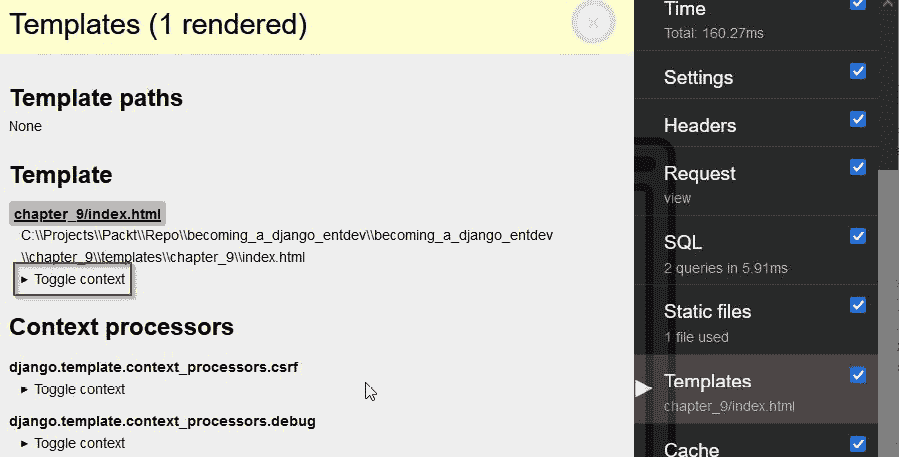 Templates (1 rendered)
×
Template paths
None
Template
chapter_9/index.html
C:\\Projects\\Packt\\Repo\\becoming_a_django_entdev\\becoming_a_django_entdev
\\chapter_9\\templates\\chapter_9\\index.html
Toggle context
Context processors
django.template.context_processors.csrf
Toggle context
django.template.context_processors.debug
Toggle context
Time
Total: 160.27ms
Settings
Headers
Request
view
SQL
2 queries in 5.91ms
Static files
1 file used
Templates
chapter_9/index.html
Cache